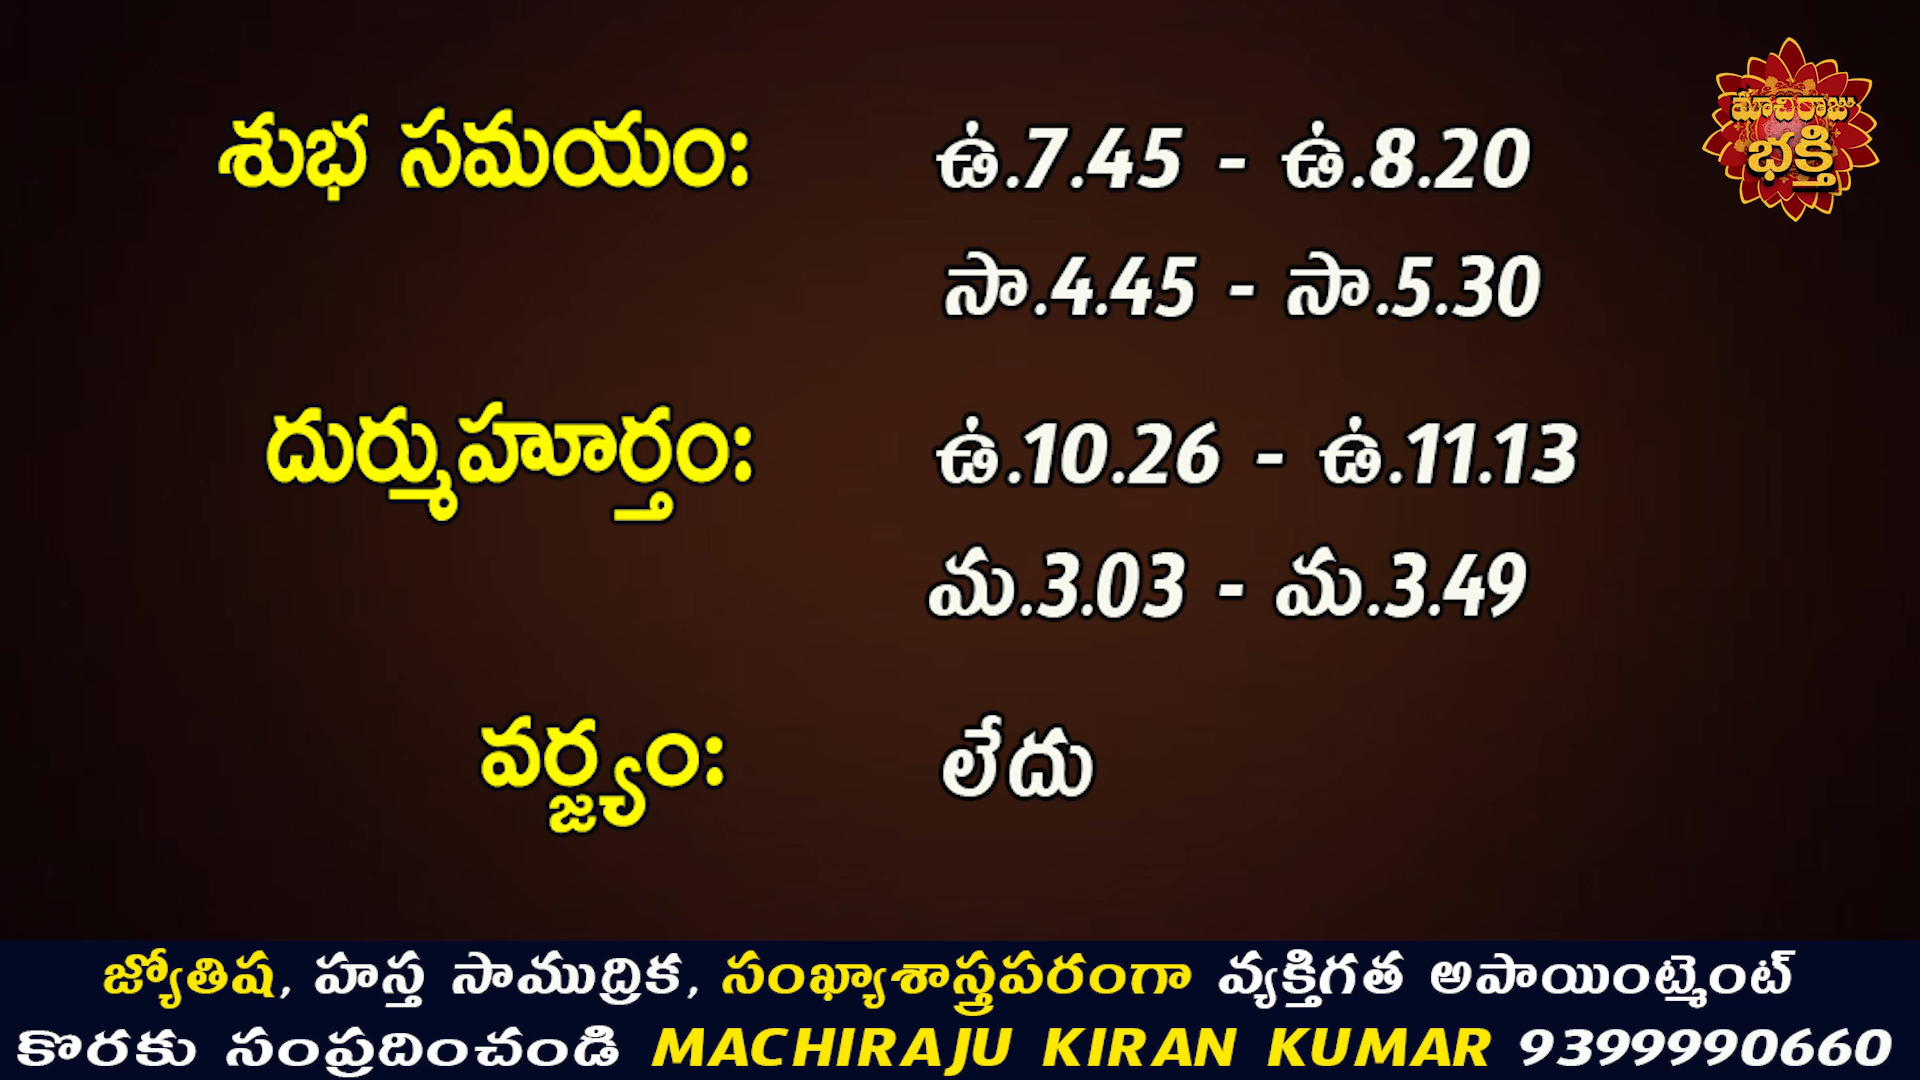 మాచిరాజు
భక్తి
శుభ సమయం: ఉ.7.45 - ఉ.8.20
సా.4.45 - సా.5.30
దుర్ముహూర్తం: ఉ.10.26 - ఉ.11.13
మ.3.03 - మ.3.49
వర్జ్యం: లేదు
జ్యోతిష, హస్త సాముద్రిక, సంఖ్యాశాస్త్రపరంగా వ్యక్తిగత అపాయింట్మెంట్
కొరకు సంప్రదించండి MACHIRAJU KIRAN KUMAR 9399990660